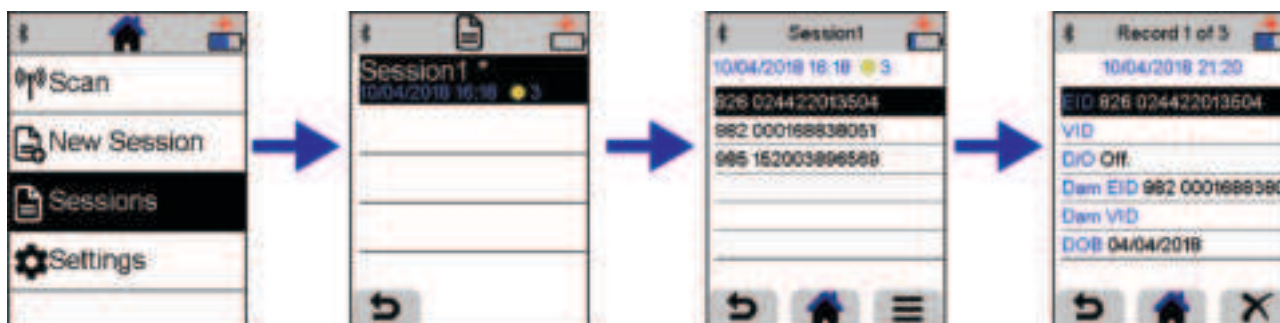 Scan
New Session
Sessions
Settings
Session1 *
10/04/2018 16:18 3
Session1
10/04/2018 16:18 3
826 024422013504
982 000168838051
985 152003896569
Record 1 of 3
10/04/2018 21:20
EID 826 024422013504
VID
D/O Off
Dam EID 982 0001688380
Dam VID
DOB 04/04/2018